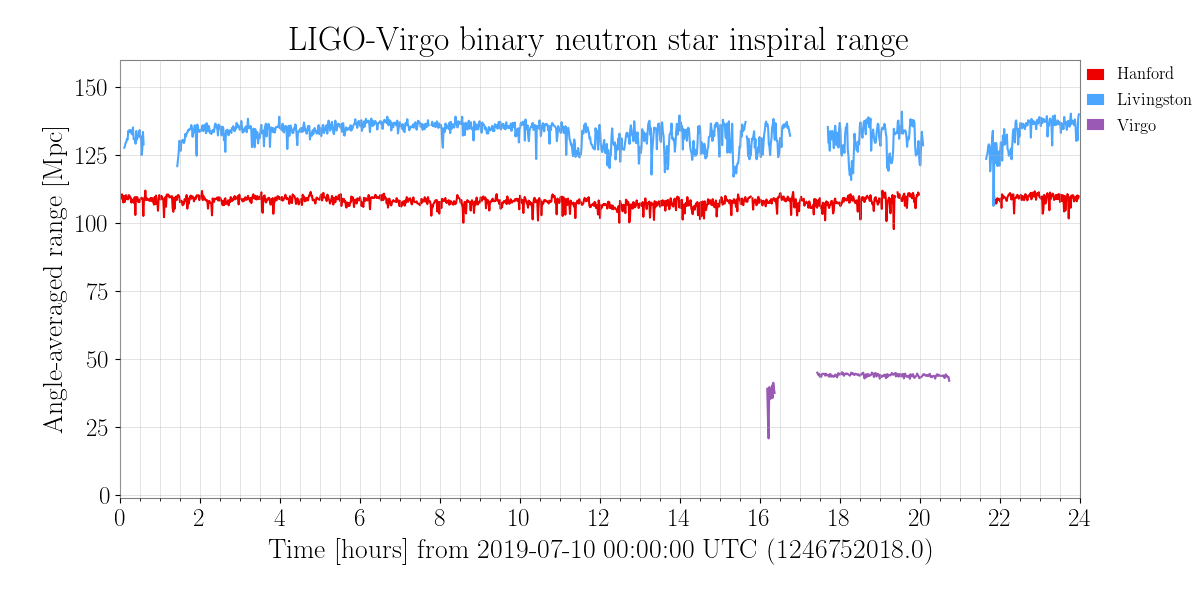 LIGO-Virgo binary neutron star inspiral range
Angle-averaged range [Mpc]
150
125
100
75
50
25
0
0 2 4 6 8 10 12 14 16 18 20 22 24
Time [hours] from 2019-07-10 00:00:00 UTC (1246752018.0)
Hanford
Livingston
Virgo